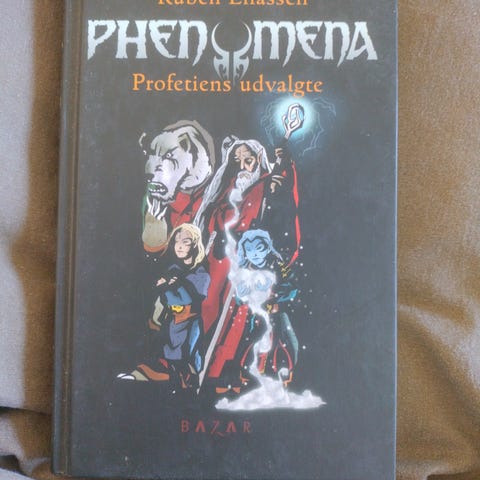 Ruben Eliassen
PHENOMENA
Profetiens udvalgte
BAZAR